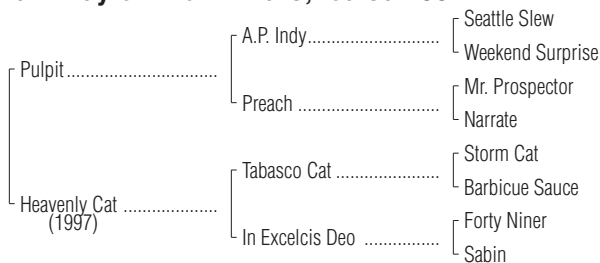 Seattle Slew
A.P. Indy
Weekend Surprise
Pulpit
Mr. Prospector
Preach
Narrate
Storm Cat
Tabasco Cat
Barbicue Sauce
Heavenly Cat
(1997)
Forty Niner
In Excelcis Deo
Sabin